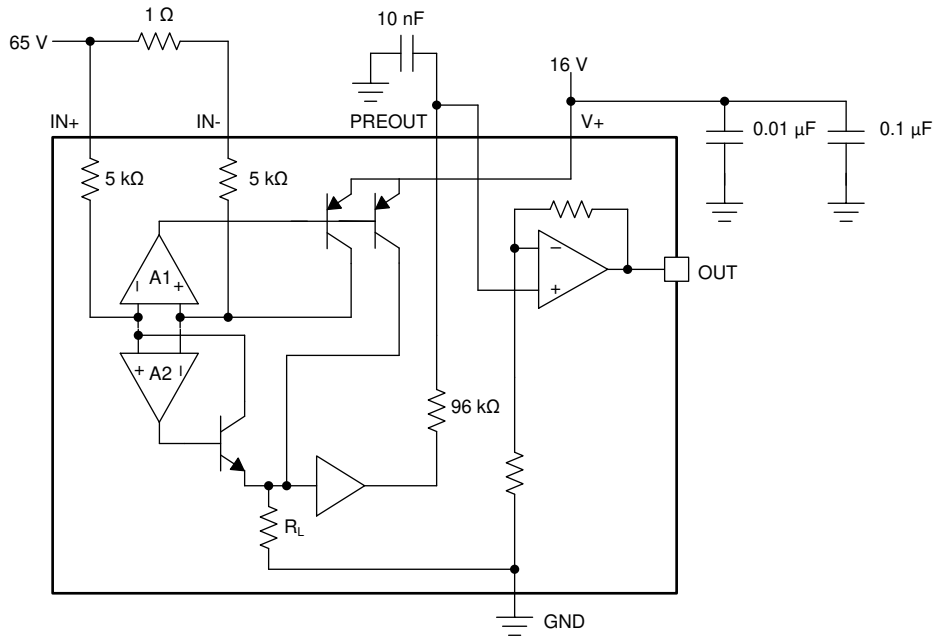 1 Ω
10 nF
65 V
16 V
IN+
IN-
PREOUT
V+
0.01 µF
0.1 µF
5 kΩ
5 kΩ
A1
− +
−
+
OUT
+ −
A2
96 kΩ
R_L
GND